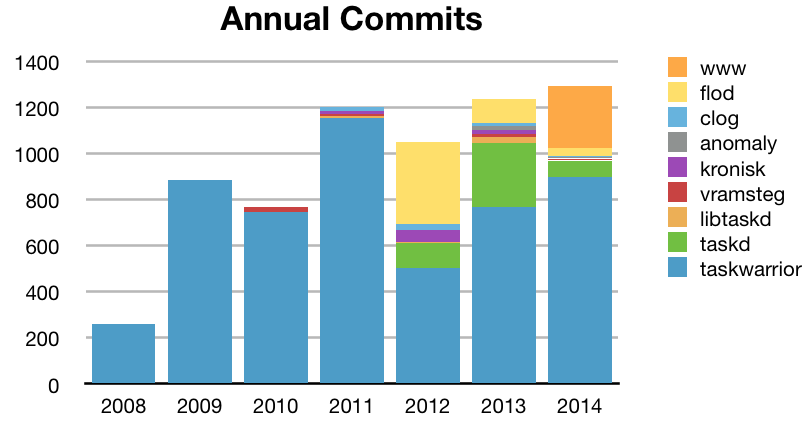 Annual Commits
1400
1200
1000
800
600
400
200
0
2008 2009 2010 2011 2012 2013 2014
www
flod
clog
anomaly
kronisk
vramsteg
libtaskd
taskd
taskwarrior